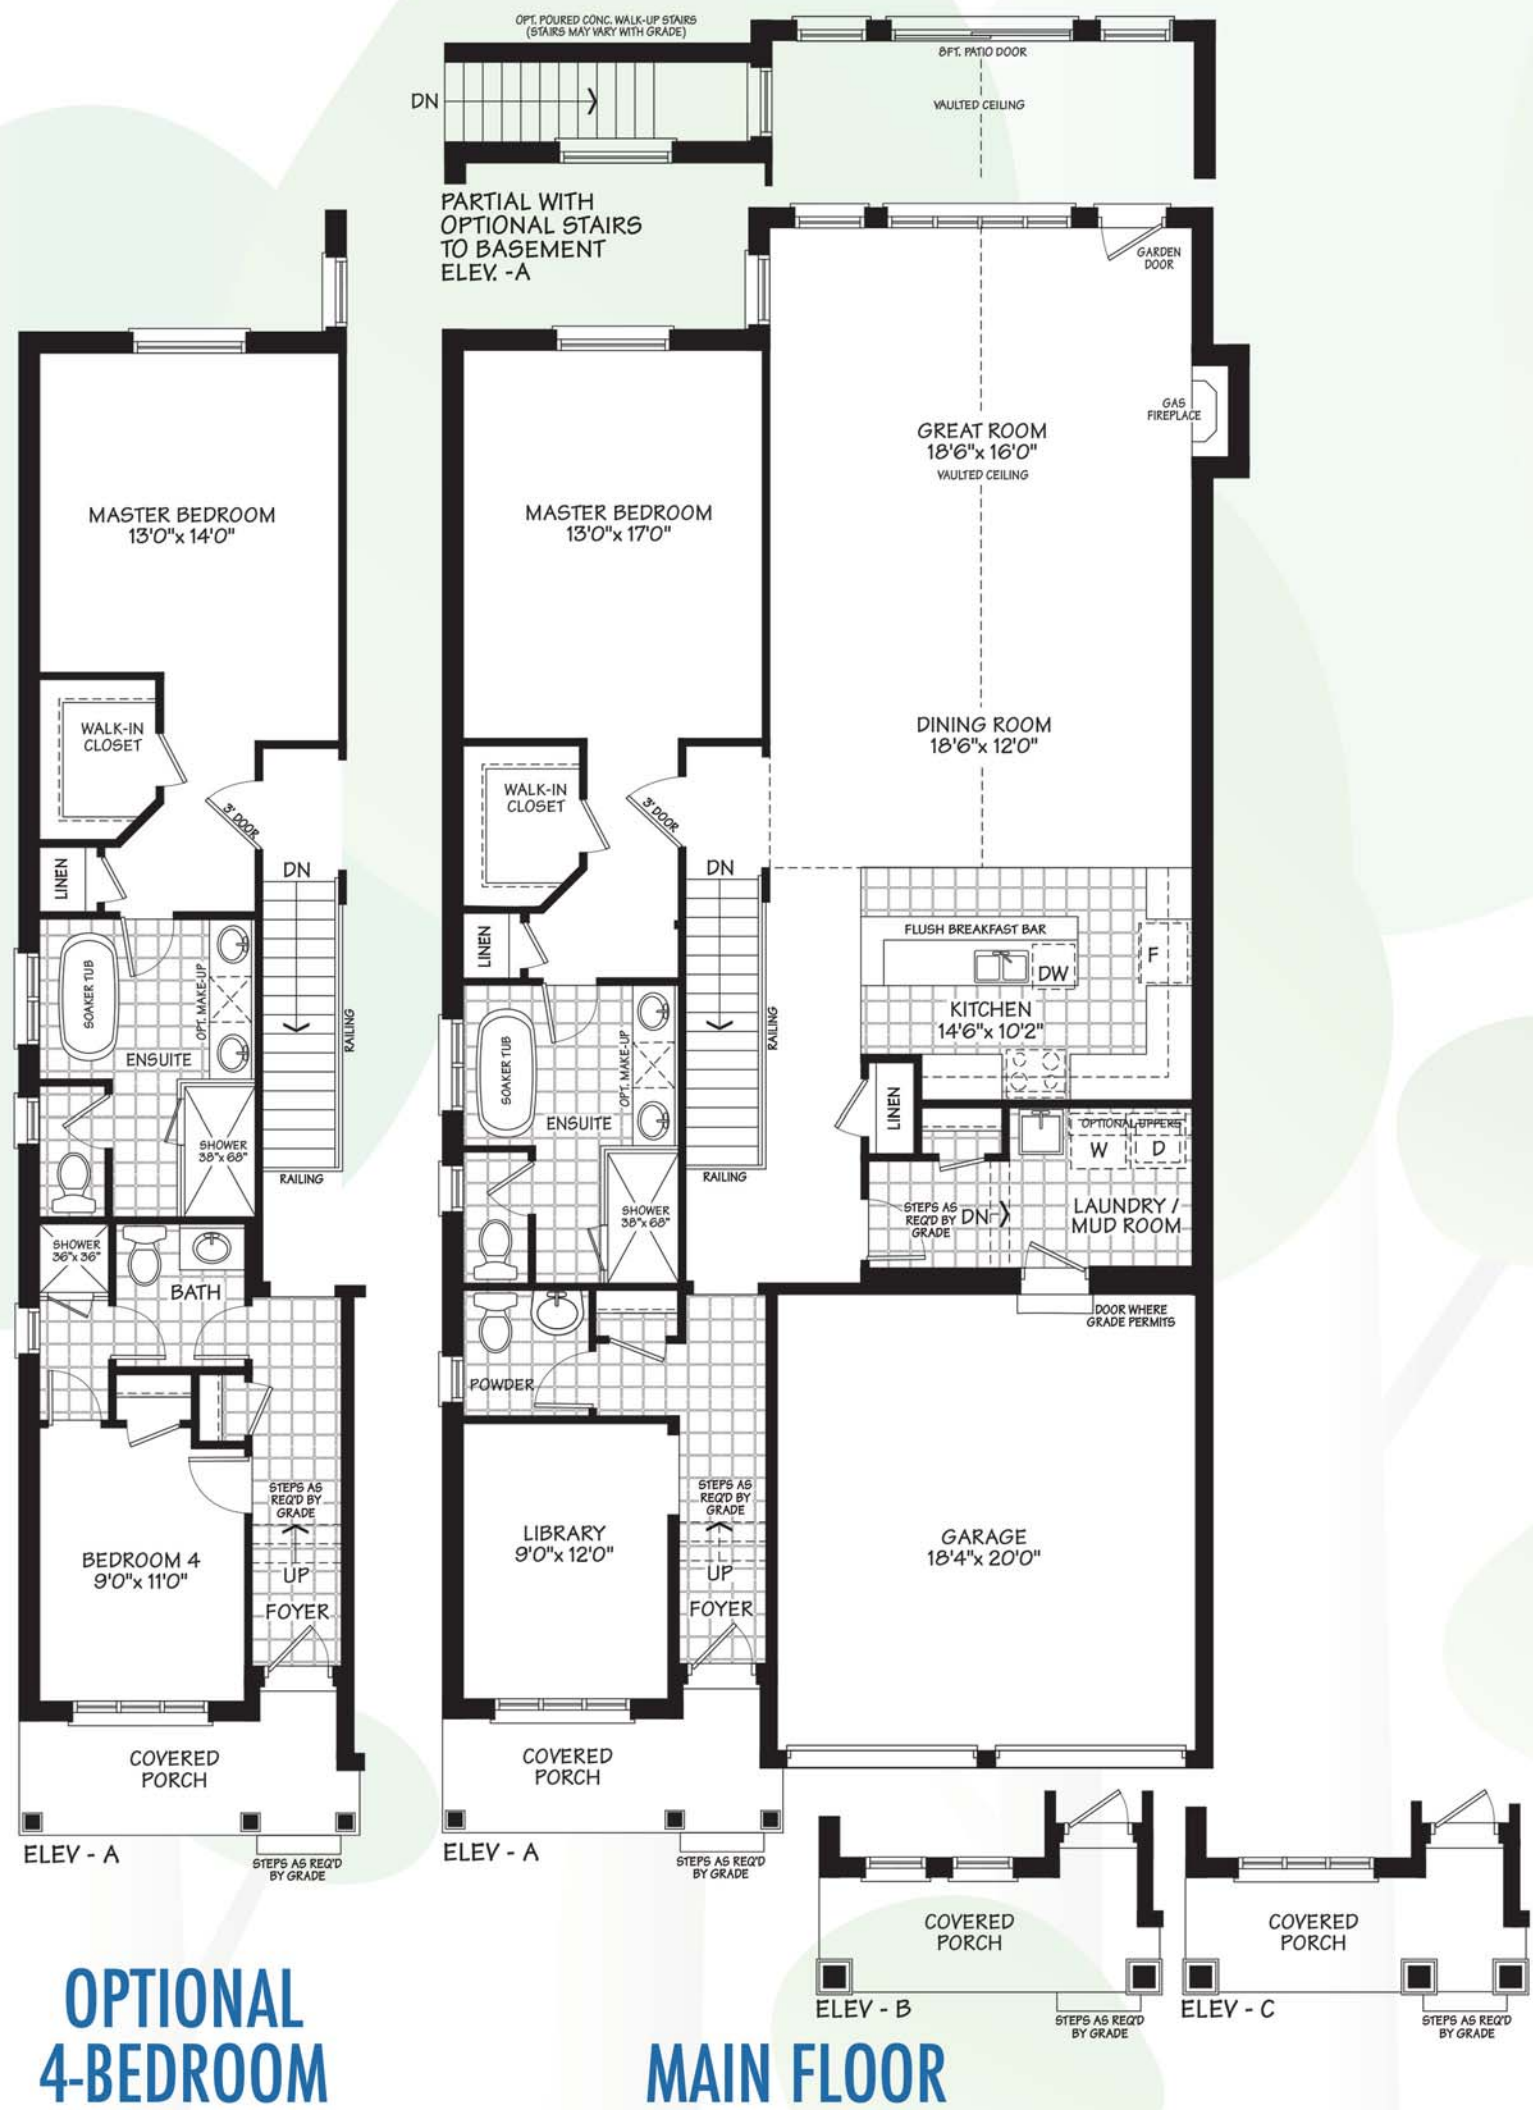 OPT. POURED CONC. WALK-UP STAIRS
(STAIRS MAY VARY WITH GRADE)
8FT. PATIO DOOR
DN
VAULTED CEILING
PARTIAL WITH
OPTIONAL STAIRS
TO BASEMENT
ELEV. -A
GARDEN
DOOR
GAS
FIREPLACE
GREAT ROOM
18'6"x 16'0"
VAULTED CEILING
MASTER BEDROOM
13'0"x 14'0"
MASTER BEDROOM
13'0"x 17'0"
WALK-IN
CLOSET
3' DOOR
LINEN
DN
WALK-IN
CLOSET
3' DOOR
LINEN
DN
DINING ROOM
18'6"x 12'0"
FLUSH BREAKFAST BAR
DW
F
KITCHEN
14'6"x 10'2"
SOAKER TUB
OPT. MAKE-UP
ENSUITE
RAILING
SHOWER
38"x 68"
RAILING
SOAKER TUB
OPT. MAKE-UP
ENSUITE
RAILING
SHOWER
38"x 68"
RAILING
LINEN
OPTIONAL UPPERS
W
D
STEPS AS
REQ'D BY
GRADE
DN
LAUNDRY /
MUD ROOM
DOOR WHERE
GRADE PERMITS
SHOWER
36"x 36"
BATH
POWDER
STEPS AS
REQ'D BY
GRADE
UP
FOYER
BEDROOM 4
9'0"x 11'0"
LIBRARY
9'0"x 12'0"
STEPS AS
REQ'D BY
GRADE
UP
FOYER
GARAGE
18'4"x 20'0"
COVERED
PORCH
ELEV - A
STEPS AS REQ'D
BY GRADE
COVERED
PORCH
ELEV - A
STEPS AS REQ'D
BY GRADE
COVERED
PORCH
ELEV - B
STEPS AS REQ'D
BY GRADE
COVERED
PORCH
ELEV - C
STEPS AS REQ'D
BY GRADE
OPTIONAL
4-BEDROOM
MAIN FLOOR